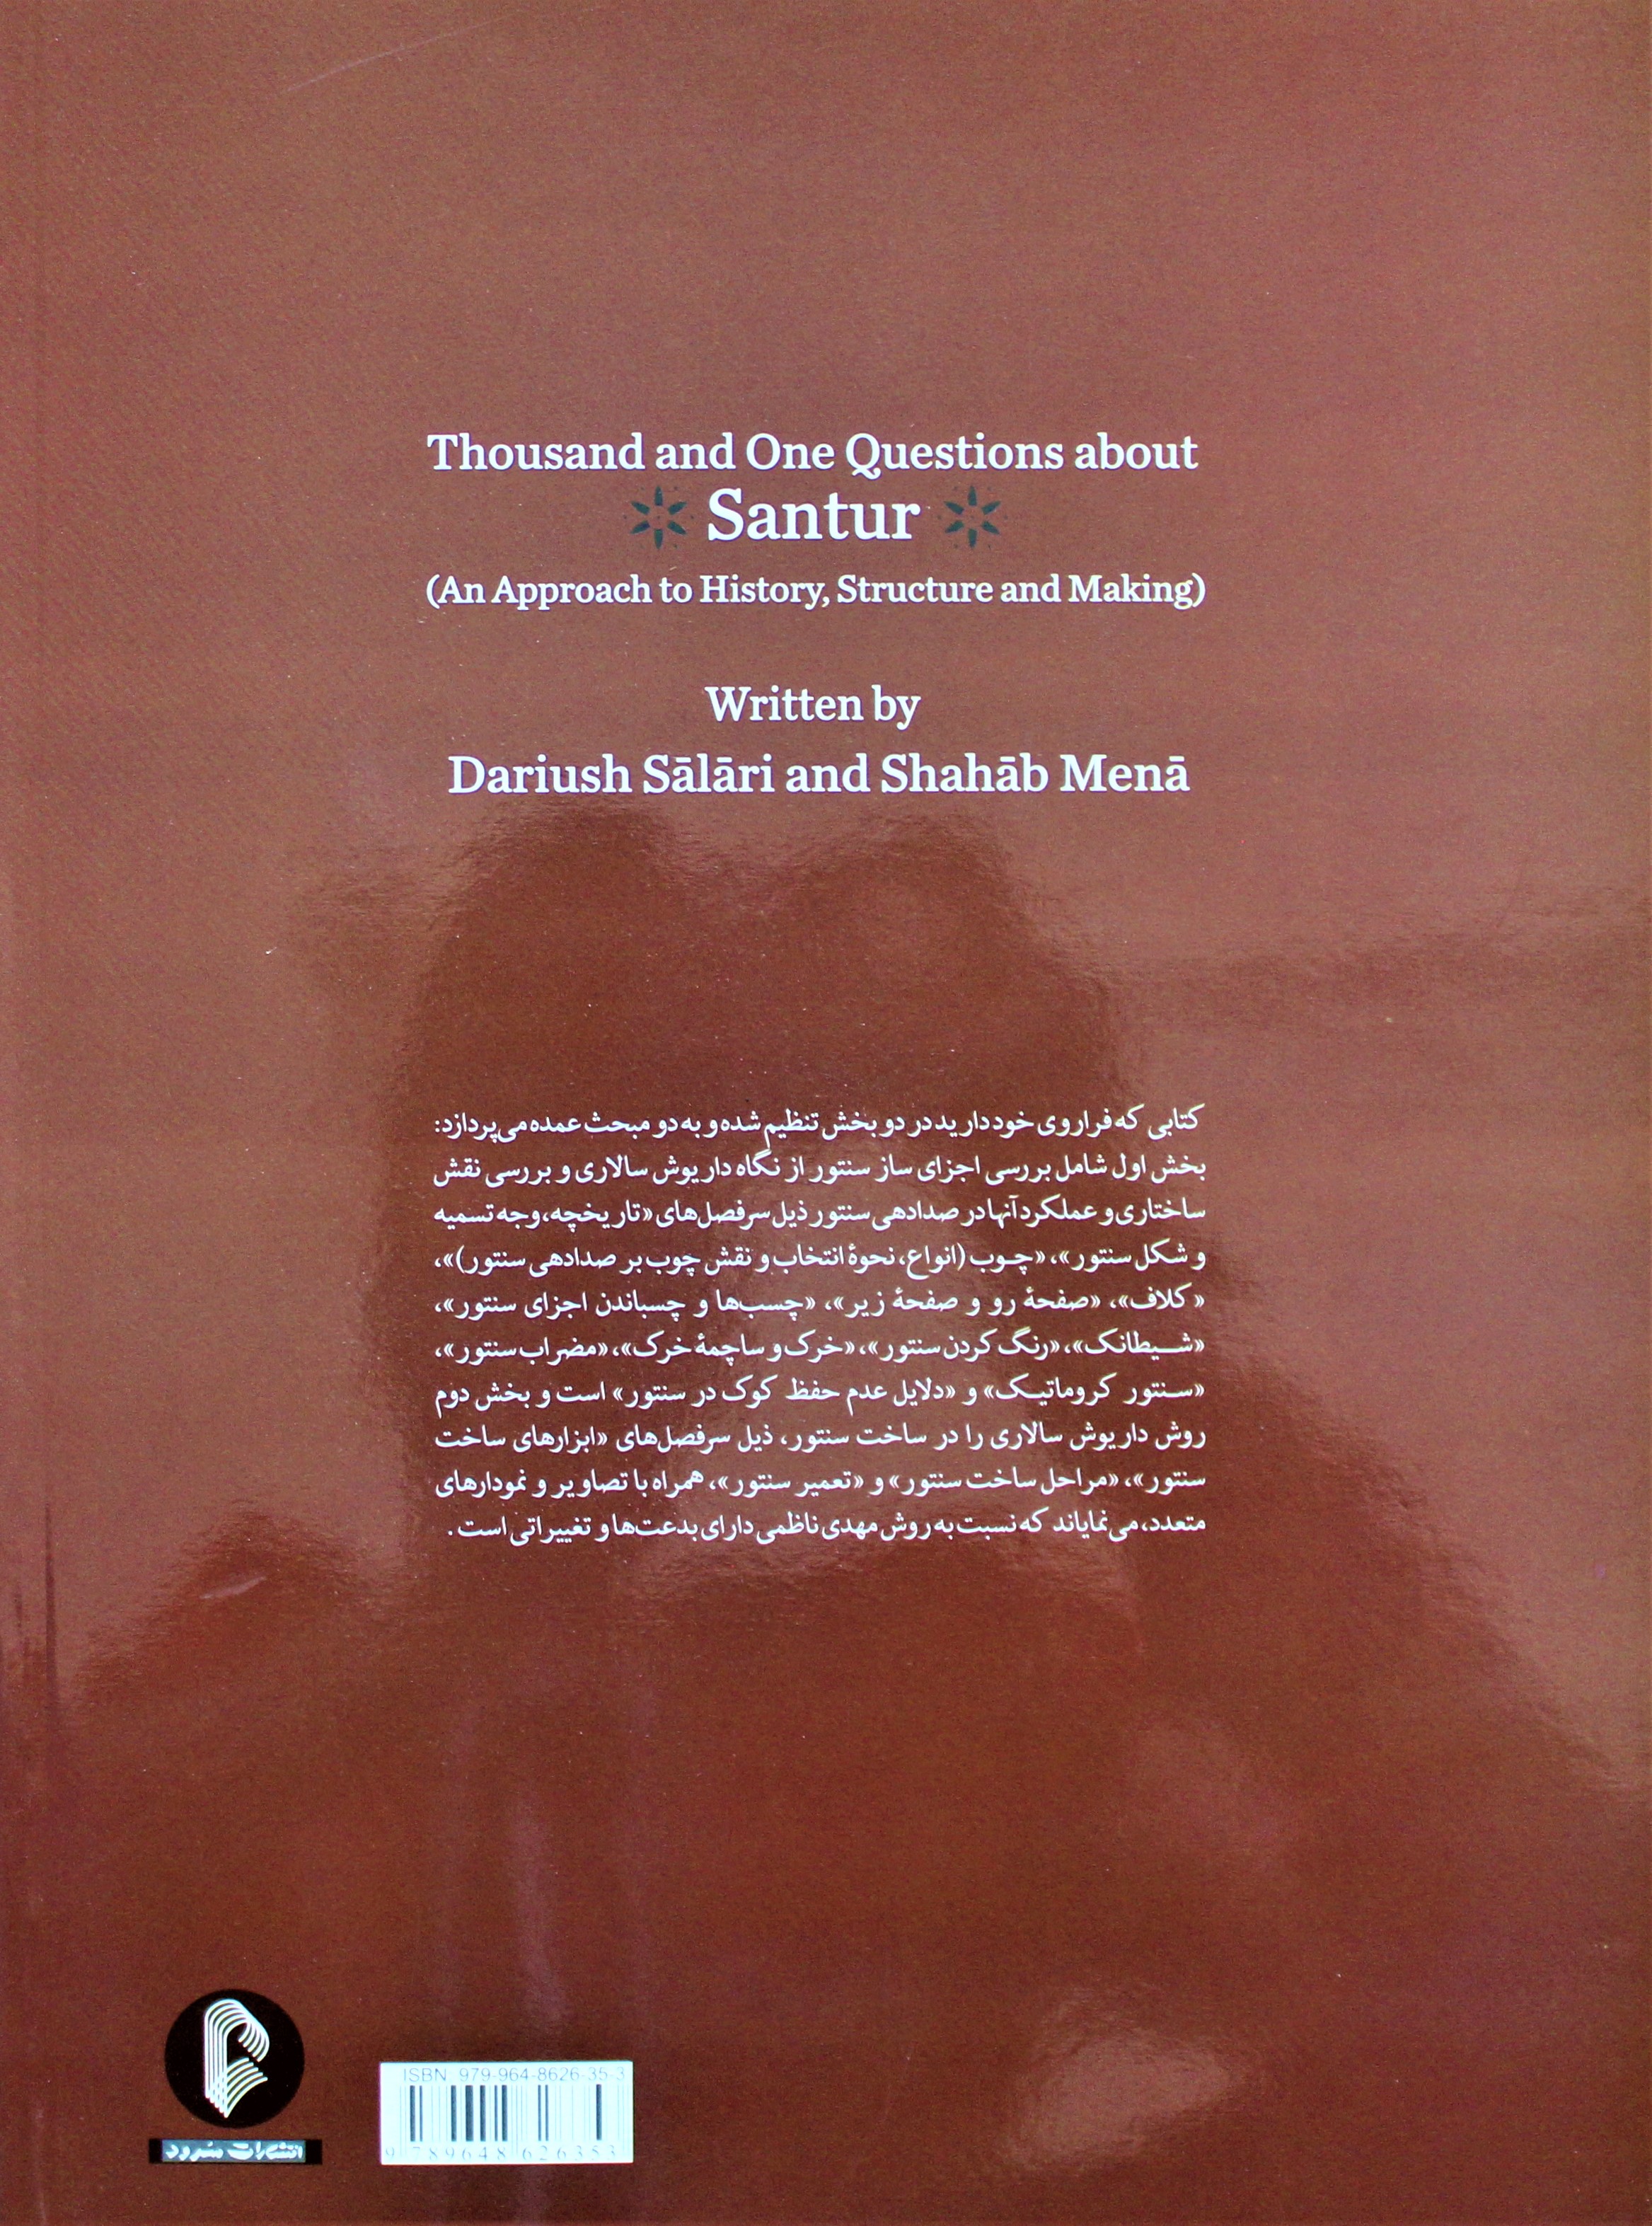 Thousand and One Questions about
Santur
(An Approach to History, Structure and Making)
Written by
Dariush Sālāri and Shahāb Menā
کتابی که فراروی خود دارید در دو بخش تنظیم شده و به دو مبحث عمده می‌پردازد:
بخش اول شامل بررسی اجزای ساز سنتور از نگاه داریوش سالاری و بررسی نقش
ساختاری و عملکرد آنها در صدادهی سنتور ذیل سرفصل‌های «تاریخچه، وجه تسمیه
و شکل سنتور»، «چوب (انواع، نحوهٔ انتخاب و نقش چوب بر صدادهی سنتور)»،
«کلاف»، «صفحهٔ رو و صفحهٔ زیر»، «چسب‌ها و چسباندن اجزای سنتور»،
«شیطانک»، «رنگ کردن سنتور»، «خرک و ساچمهٔ خرک»، «مضراب سنتور»،
«سنتور کروماتیک» و «دلایل عدم حفظ کوک در سنتور» است و بخش دوم
روش داریوش سالاری را در ساخت سنتور، ذیل سرفصل‌های «ابزارهای ساخت
سنتور»، «مراحل ساخت سنتور» و «تعمیر سنتور»، همراه با تصاویر و نمودارهای
متعدد، می‌نمایاند که نسبت به روش مهدی ناظمی دارای بدعت‌ها و تغییراتی است.
ISBN 979-964-8626-35-3
9 789648 626353
انتشارات سرود